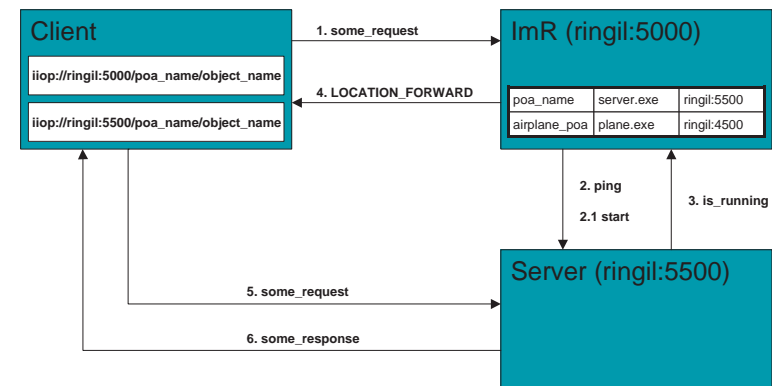 Client
iiop://ringil:5000/poa_name/object_name
iiop://ringil:5500/poa_name/object_name
1. some_request
4. LOCATION_FORWARD
ImR (ringil:5000)
poa_name server.exe ringil:5500
airplane_poa plane.exe ringil:4500
2. ping
2.1 start
3. is_running
Server (ringil:5500)
5. some_request
6. some_response